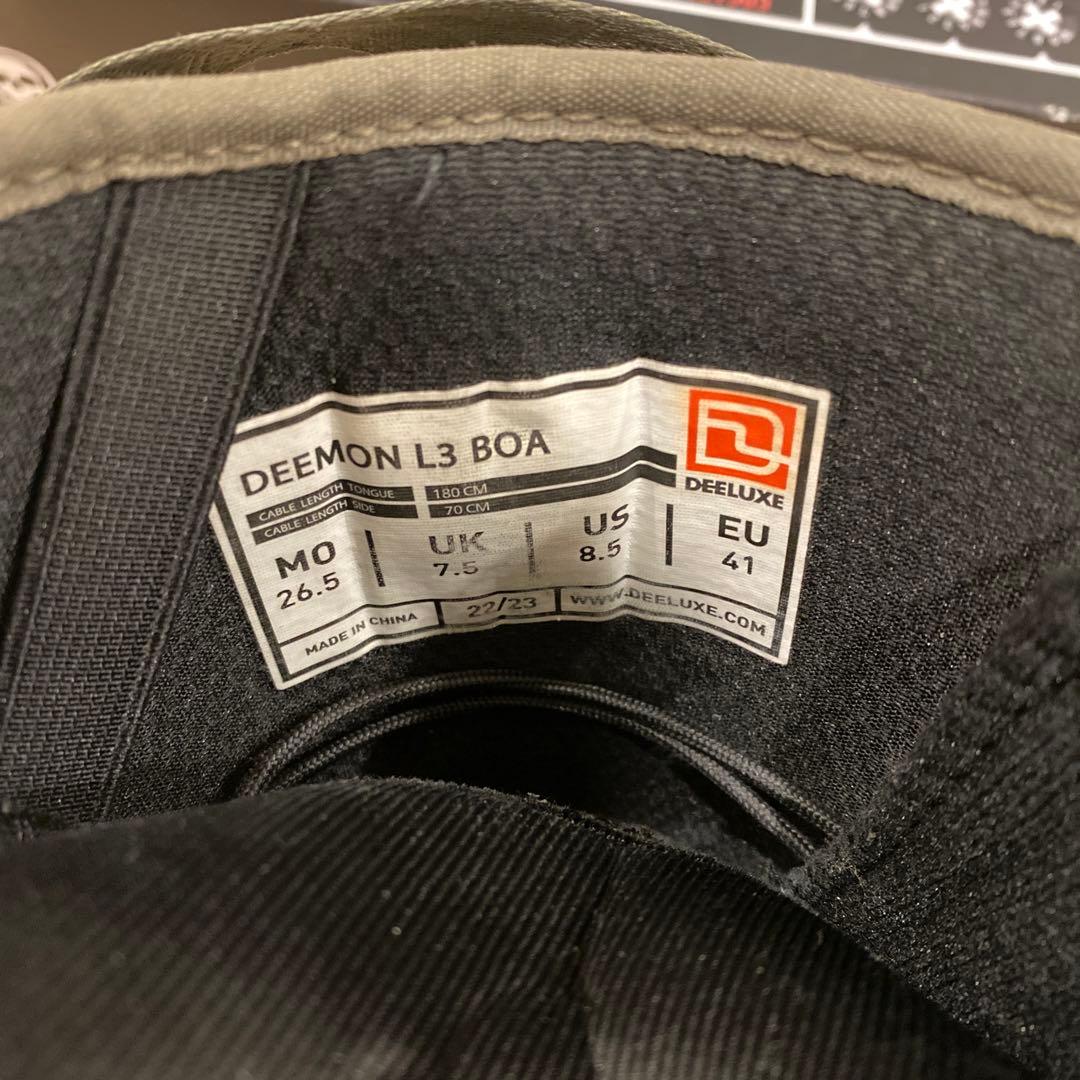 DEEMON L3 BOA
CABLE LENGTH TONGUE 180 CM
CABLE LENGTH SIDE 70 CM
DEELUXE
MO UK US EU
26.5 7.5 8.5 41
MADE IN CHINA 22/23 WWW.DEELUXE.COM